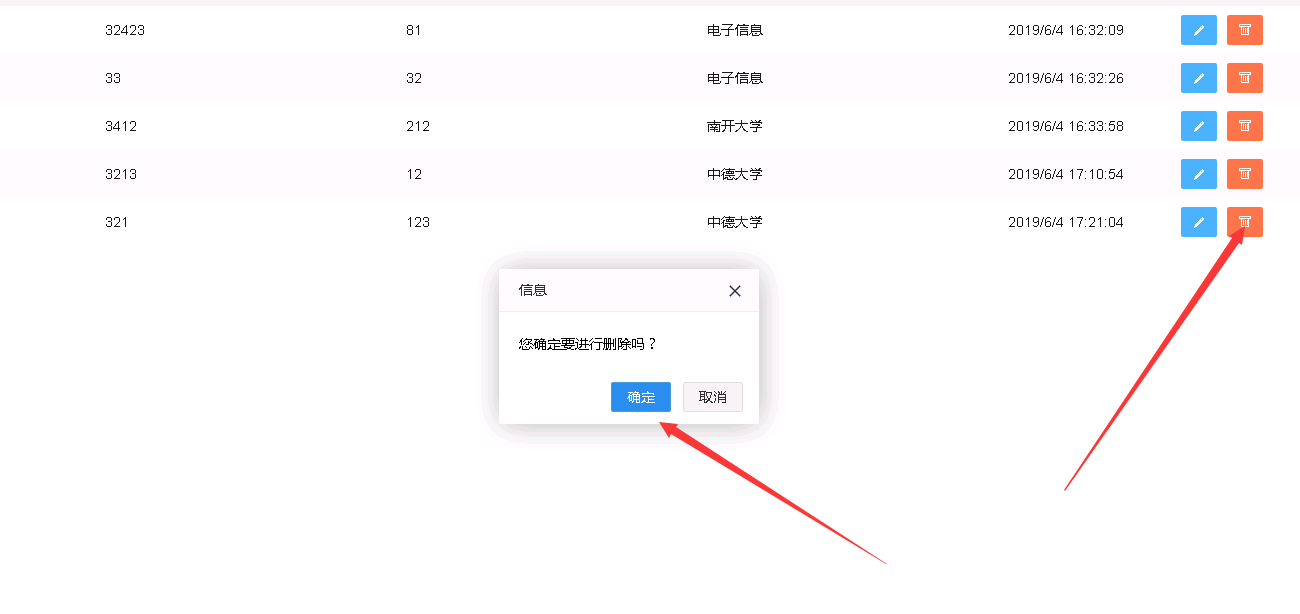 32423 81 电子信息 2019/6/4 16:32:09
33 32 电子信息 2019/6/4 16:32:26
3412 212 南开大学 2019/6/4 16:33:58
3213 12 中德大学 2019/6/4 17:10:54
321 123 中德大学 2019/6/4 17:21:04
信息
您确定要进行删除吗？
确定 取消